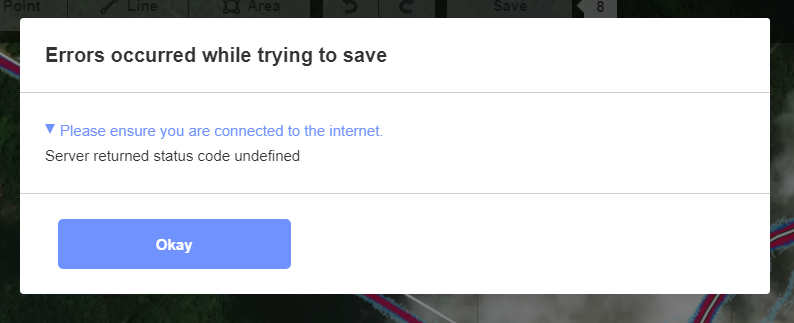 Point Line Area Save 8
Errors occurred while trying to save
▼ Please ensure you are connected to the internet.
Server returned status code undefined
Okay